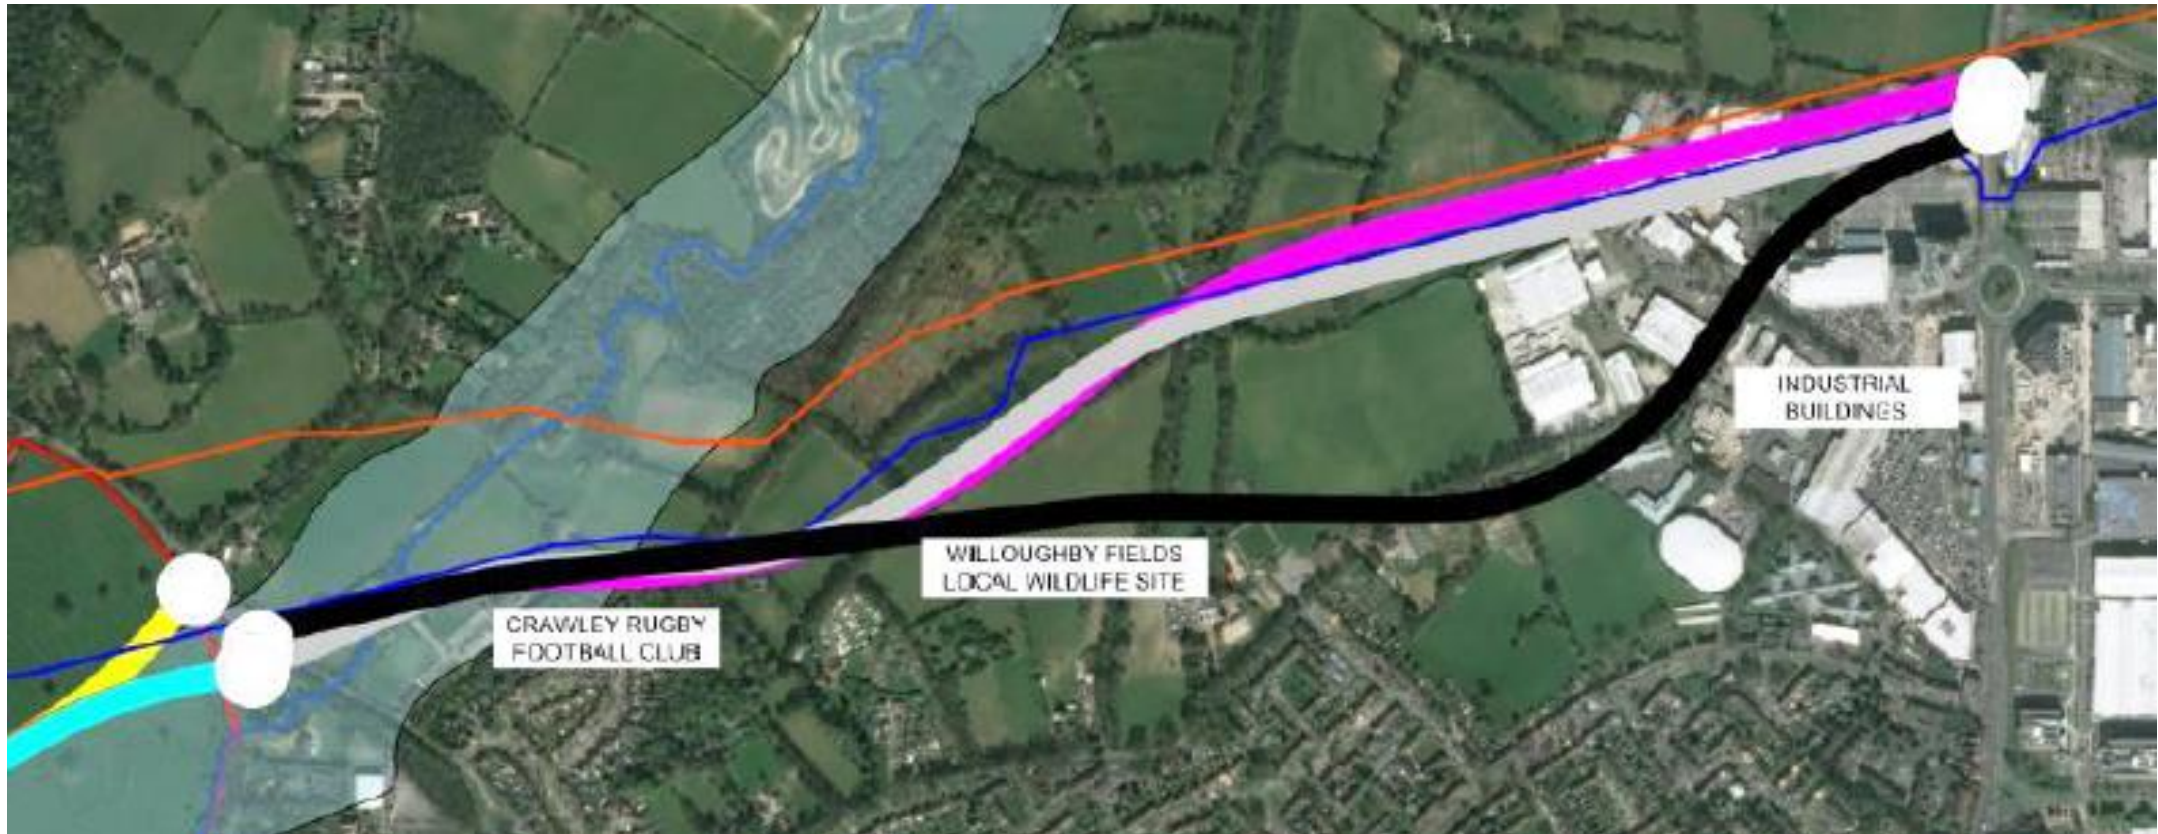 INDUSTRIAL
BUILDINGS
WILLOUGHBY FIELDS
LOCAL WILDLIFE SITE
CRAWLEY RUGBY
FOOTBALL CLUB